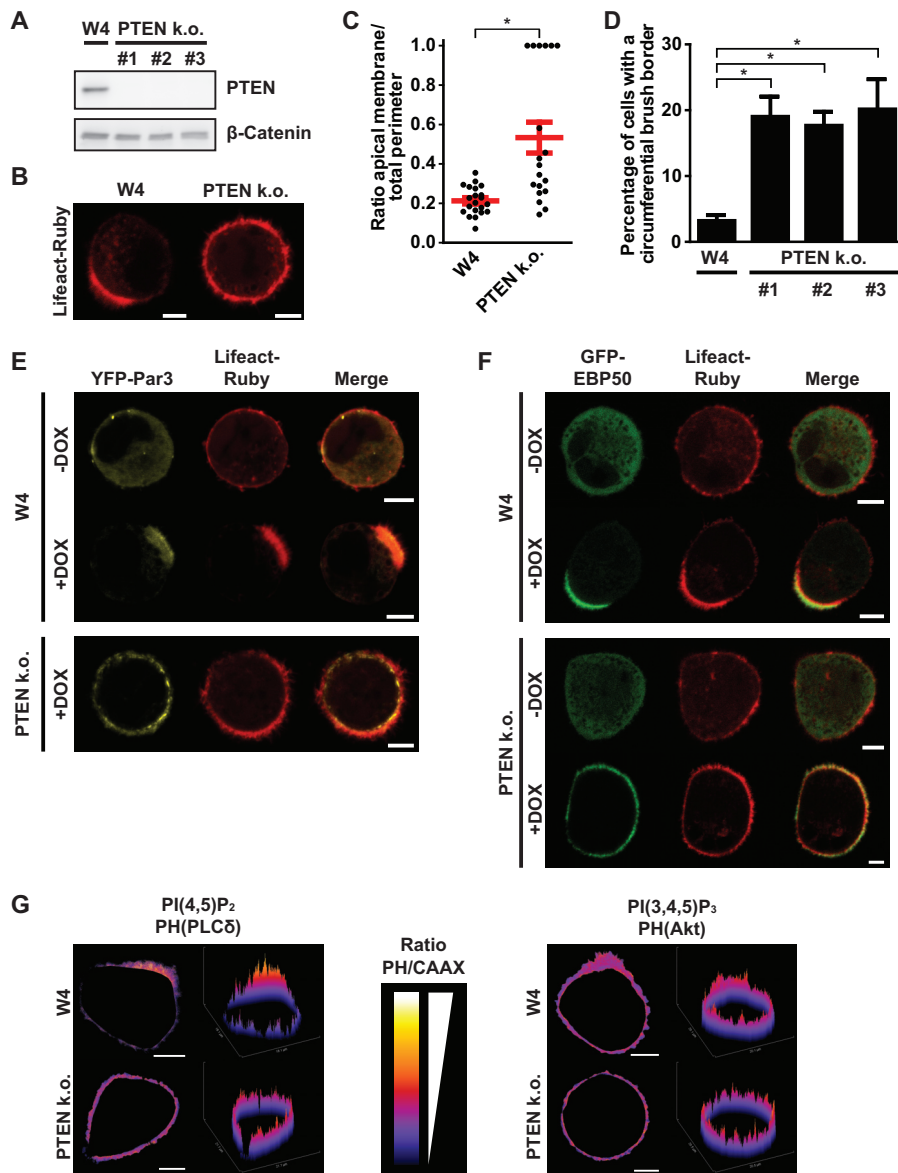 A
W4 PTEN k.o.
#1 #2 #3
PTEN
β-Catenin
B
W4 PTEN k.o.
Lifeact-Ruby
C
*
Ratio apical membrane/
total perimeter
1.0
0.8
0.6
0.4
0.2
0.0
W4
PTEN k.o.
D
*
*
*
Percentage of cells with a
circumferential brush border
30
20
10
0
W4 PTEN k.o.
#1 #2 #3
E
YFP-Par3 Lifeact-
Ruby Merge
W4
-DOX
+DOX
PTEN k.o.
+DOX
F
GFP-
EBP50 Lifeact-
Ruby Merge
W4
-DOX
+DOX
PTEN k.o.
-DOX
+DOX
G
PI(4,5)P₂
PH(PLCδ)
W4
PTEN k.o.
Ratio
PH/CAAX
PI(3,4,5)P₃
PH(Akt)
W4
PTEN k.o.